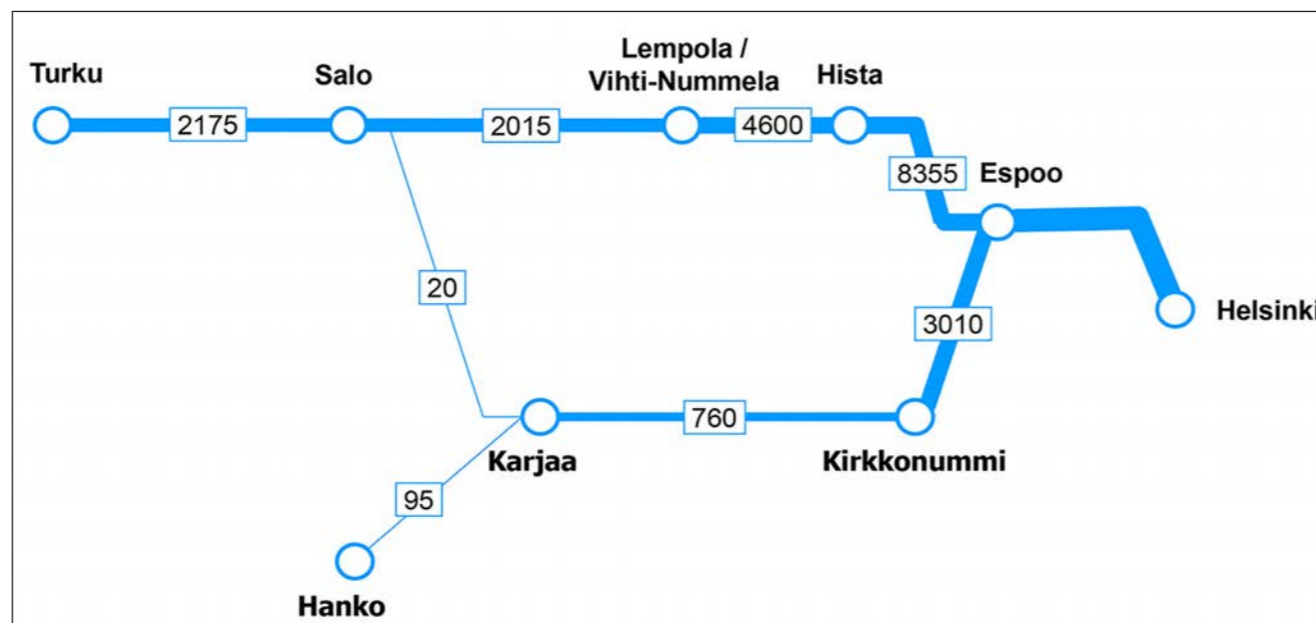 Turku
Salo
Lempola /
Vihti-Nummela
Hista
2175
2015
4600
8355
Espoo
20
3010
Helsinki
760
Karjaa
Kirkkonummi
95
Hanko